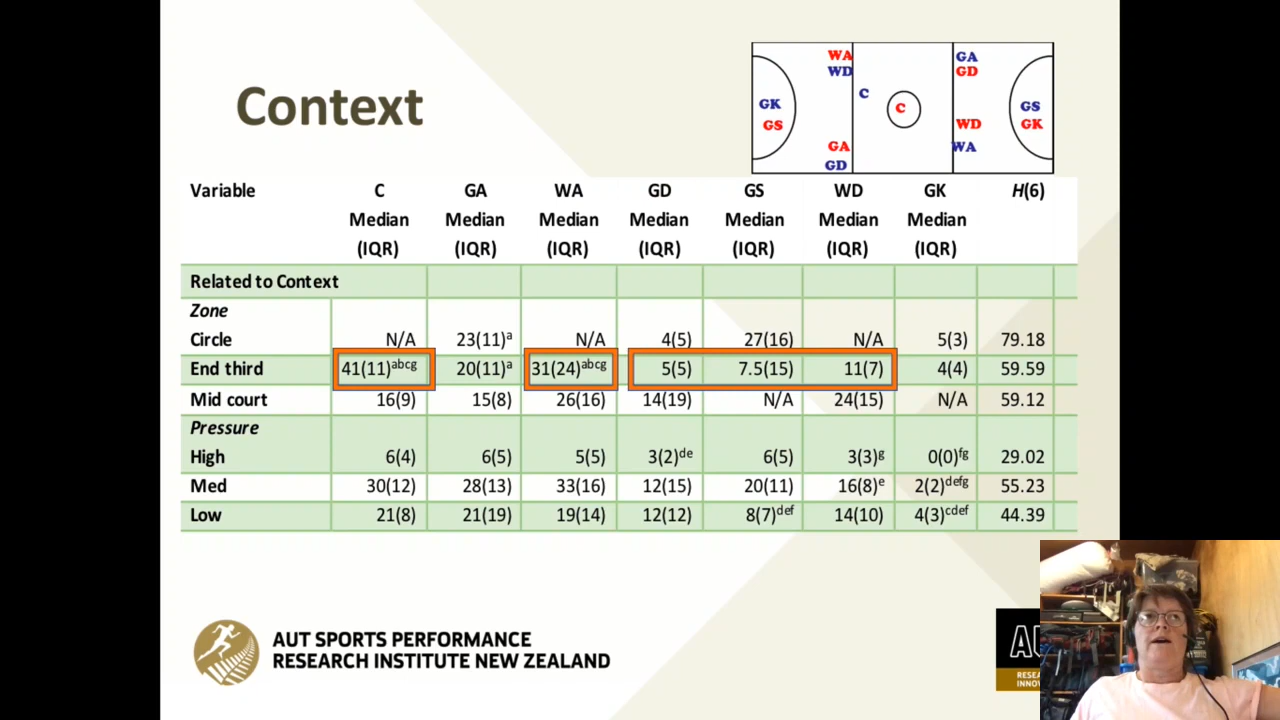 Context
WA
WD
GA
GD
C
C
GK
GS
GS
GK
WD
GA
WA
GD
Variable C GA WA GD GS WD GK H(6)
Median Median Median Median Median Median Median
(IQR) (IQR) (IQR) (IQR) (IQR) (IQR) (IQR)
Related to Context
Zone
Circle N/A 23(11)ᵃ N/A 4(5) 27(16) N/A 5(3) 79.18
End third 41(11)ᵃᵇᶜᵍ 20(11)ᵃ 31(24)ᵃᵇᶜᵍ 5(5) 7.5(15) 11(7) 4(4) 59.59
Mid court 16(9) 15(8) 26(16) 14(19) N/A 24(15) N/A 59.12
Pressure
High 6(4) 6(5) 5(5) 3(2)ᵈᵉ 6(5) 3(3)ᵍ 0(0)ᶠᵍ 29.02
Med 30(12) 28(13) 33(16) 12(15) 20(11) 16(8)ᵉ 2(2)ᵈᵉᶠᵍ 55.23
Low 21(8) 21(19) 19(14) 12(12) 8(7)ᵈᵉᶠ 14(10) 4(3)ᶜᵈᵉᶠ 44.39
AUT SPORTS PERFORMANCE
RESEARCH INSTITUTE NEW ZEALAND